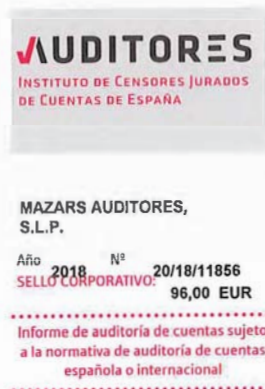 AUDITORES
INSTITUTO DE CENSORES JURADOS
DE CUENTAS DE ESPAÑA
MAZARS AUDITORES,
S.L.P.
Año 2018 Nº 20/18/11856
SELLO CORPORATIVO: 96,00 EUR
Informe de auditoría de cuentas sujeto
a la normativa de auditoría de cuentas
española o internacional